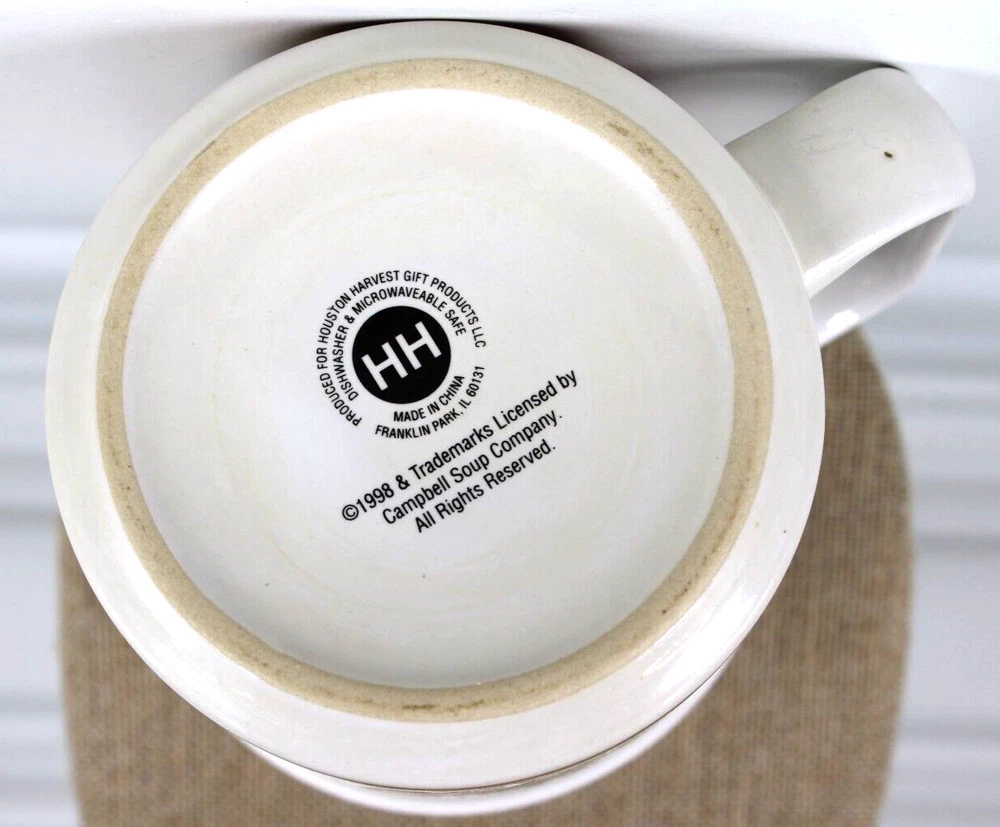 PRODUCED FOR HOUSTON HARVEST GIFT PRODUCTS LLC
DISHWASHER & MICROWAVEABLE SAFE
HH
MADE IN CHINA
FRANKLIN PARK, IL 60131
©1998 & Trademarks Licensed by
Campbell Soup Company.
All Rights Reserved.